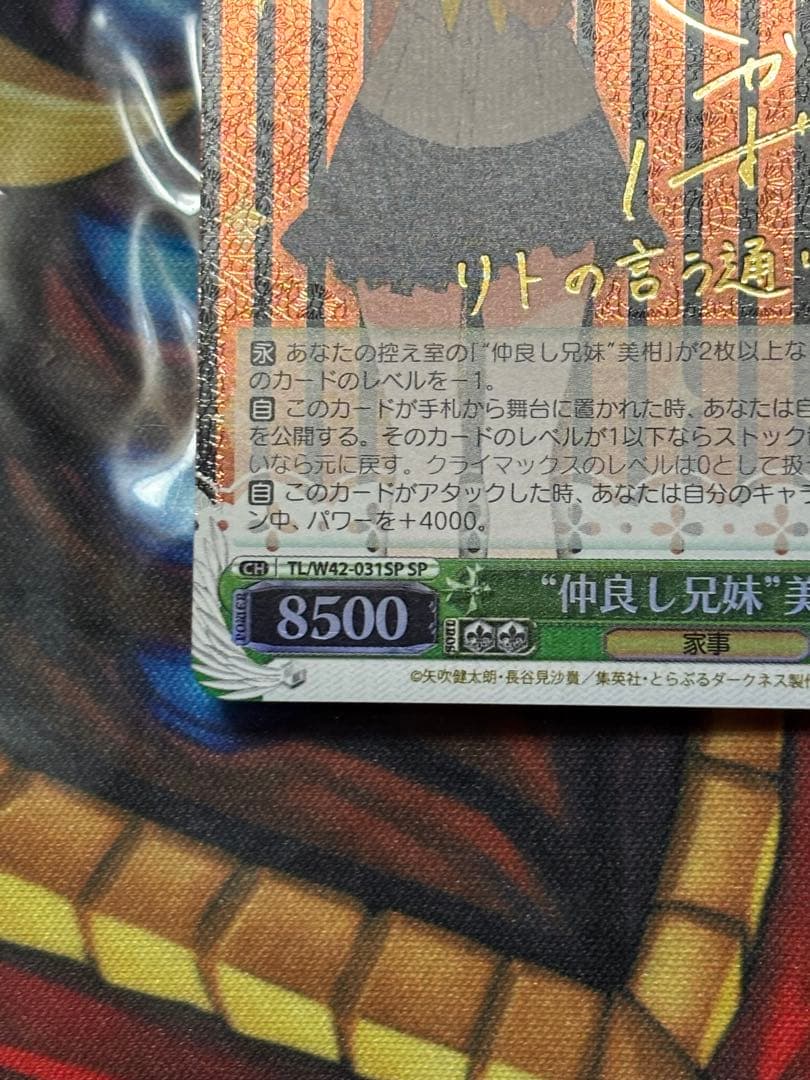 リトの言う通
永 あなたの控え室の「“仲良し兄妹”美柑」が2枚以上な
のカードのレベルを－1。
自 このカードが手札から舞台に置かれた時、あなたは自
を公開する。そのカードのレベルが1以下ならストック
いなら元に戻す。クライマックスのレベルは0として扱
自 このカードがアタックした時、あなたは自分のキャラ
ン中、パワーを＋4000。
CH TL/W42-031SP SP
“仲良し兄妹”美
POWER 8500 SOUL 家事
©矢吹健太朗・長谷見沙貴／集英社・とらぶるダークネス製作